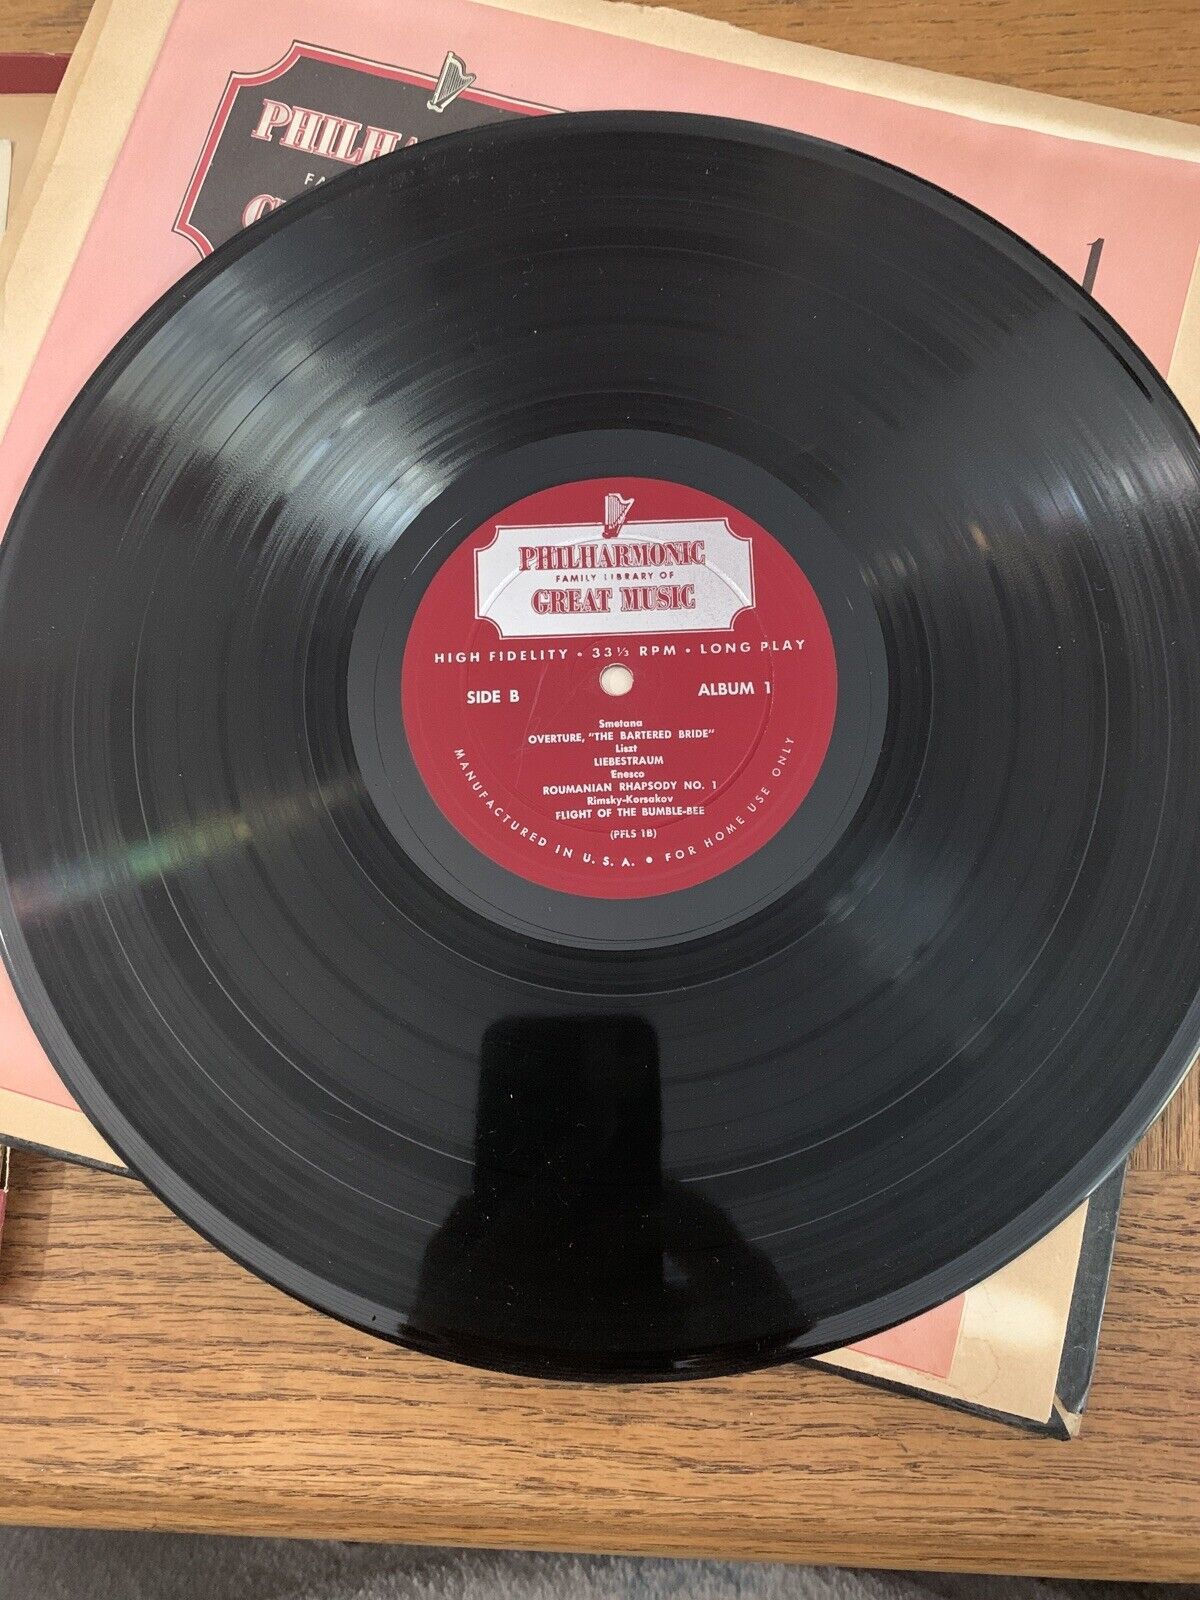 PHILHARMONIC
FAMILY LIBRARY OF
GREAT MUSIC
HIGH FIDELITY • 33 1/3 RPM • LONG PLAY
SIDE B ALBUM 1
Smetana
OVERTURE, "THE BARTERED BRIDE"
Liszt
LIEBESTRAUM
Enesco
ROUMANIAN RHAPSODY NO. 1
Rimsky-Korsakov
FLIGHT OF THE BUMBLE-BEE
(PFLS 1B)
MANUFACTURED IN U. S. A. • FOR HOME USE ONLY